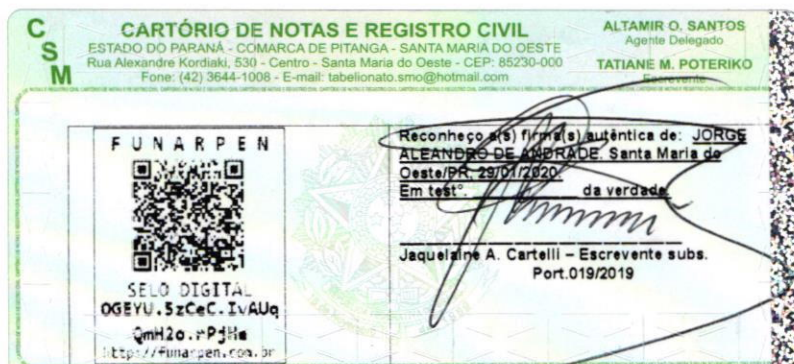 CSM
CARTÓRIO DE NOTAS E REGISTRO CIVIL
ESTADO DO PARANÁ - COMARCA DE PITANGA - SANTA MARIA DO OESTE
Rua Alexandre Kordiaki, 530 - Centro - Santa Maria do Oeste - CEP: 85230-000
Fone: (42) 3644-1008 - E-mail: tabelionato.smo@hotmail.com
ALTAMIR O. SANTOS
Agente Delegado
TATIANE M. POTERIKO
Escrevente
FUNARPEN
SELO DIGITAL
OGEYU.5zCeC.IvAUq
QmH2o.rPjHe
http://funarpen.com.br
Reconheço a(s) firma(s) autêntica de: JORGE
ALEANDRO DE ANDRADE. Santa Maria do
Oeste/PR, 29/01/2020
Em testº. da verdade
Jaquelaine A. Cartelli – Escrevente subs.
Port.019/2019